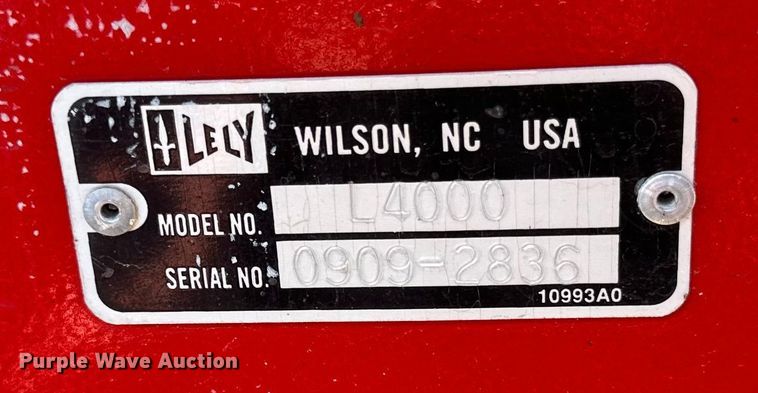 LELY WILSON, NC USA
MODEL NO. L4000
SERIAL NO. 0909-2836
10993A0
Purple Wave Auction